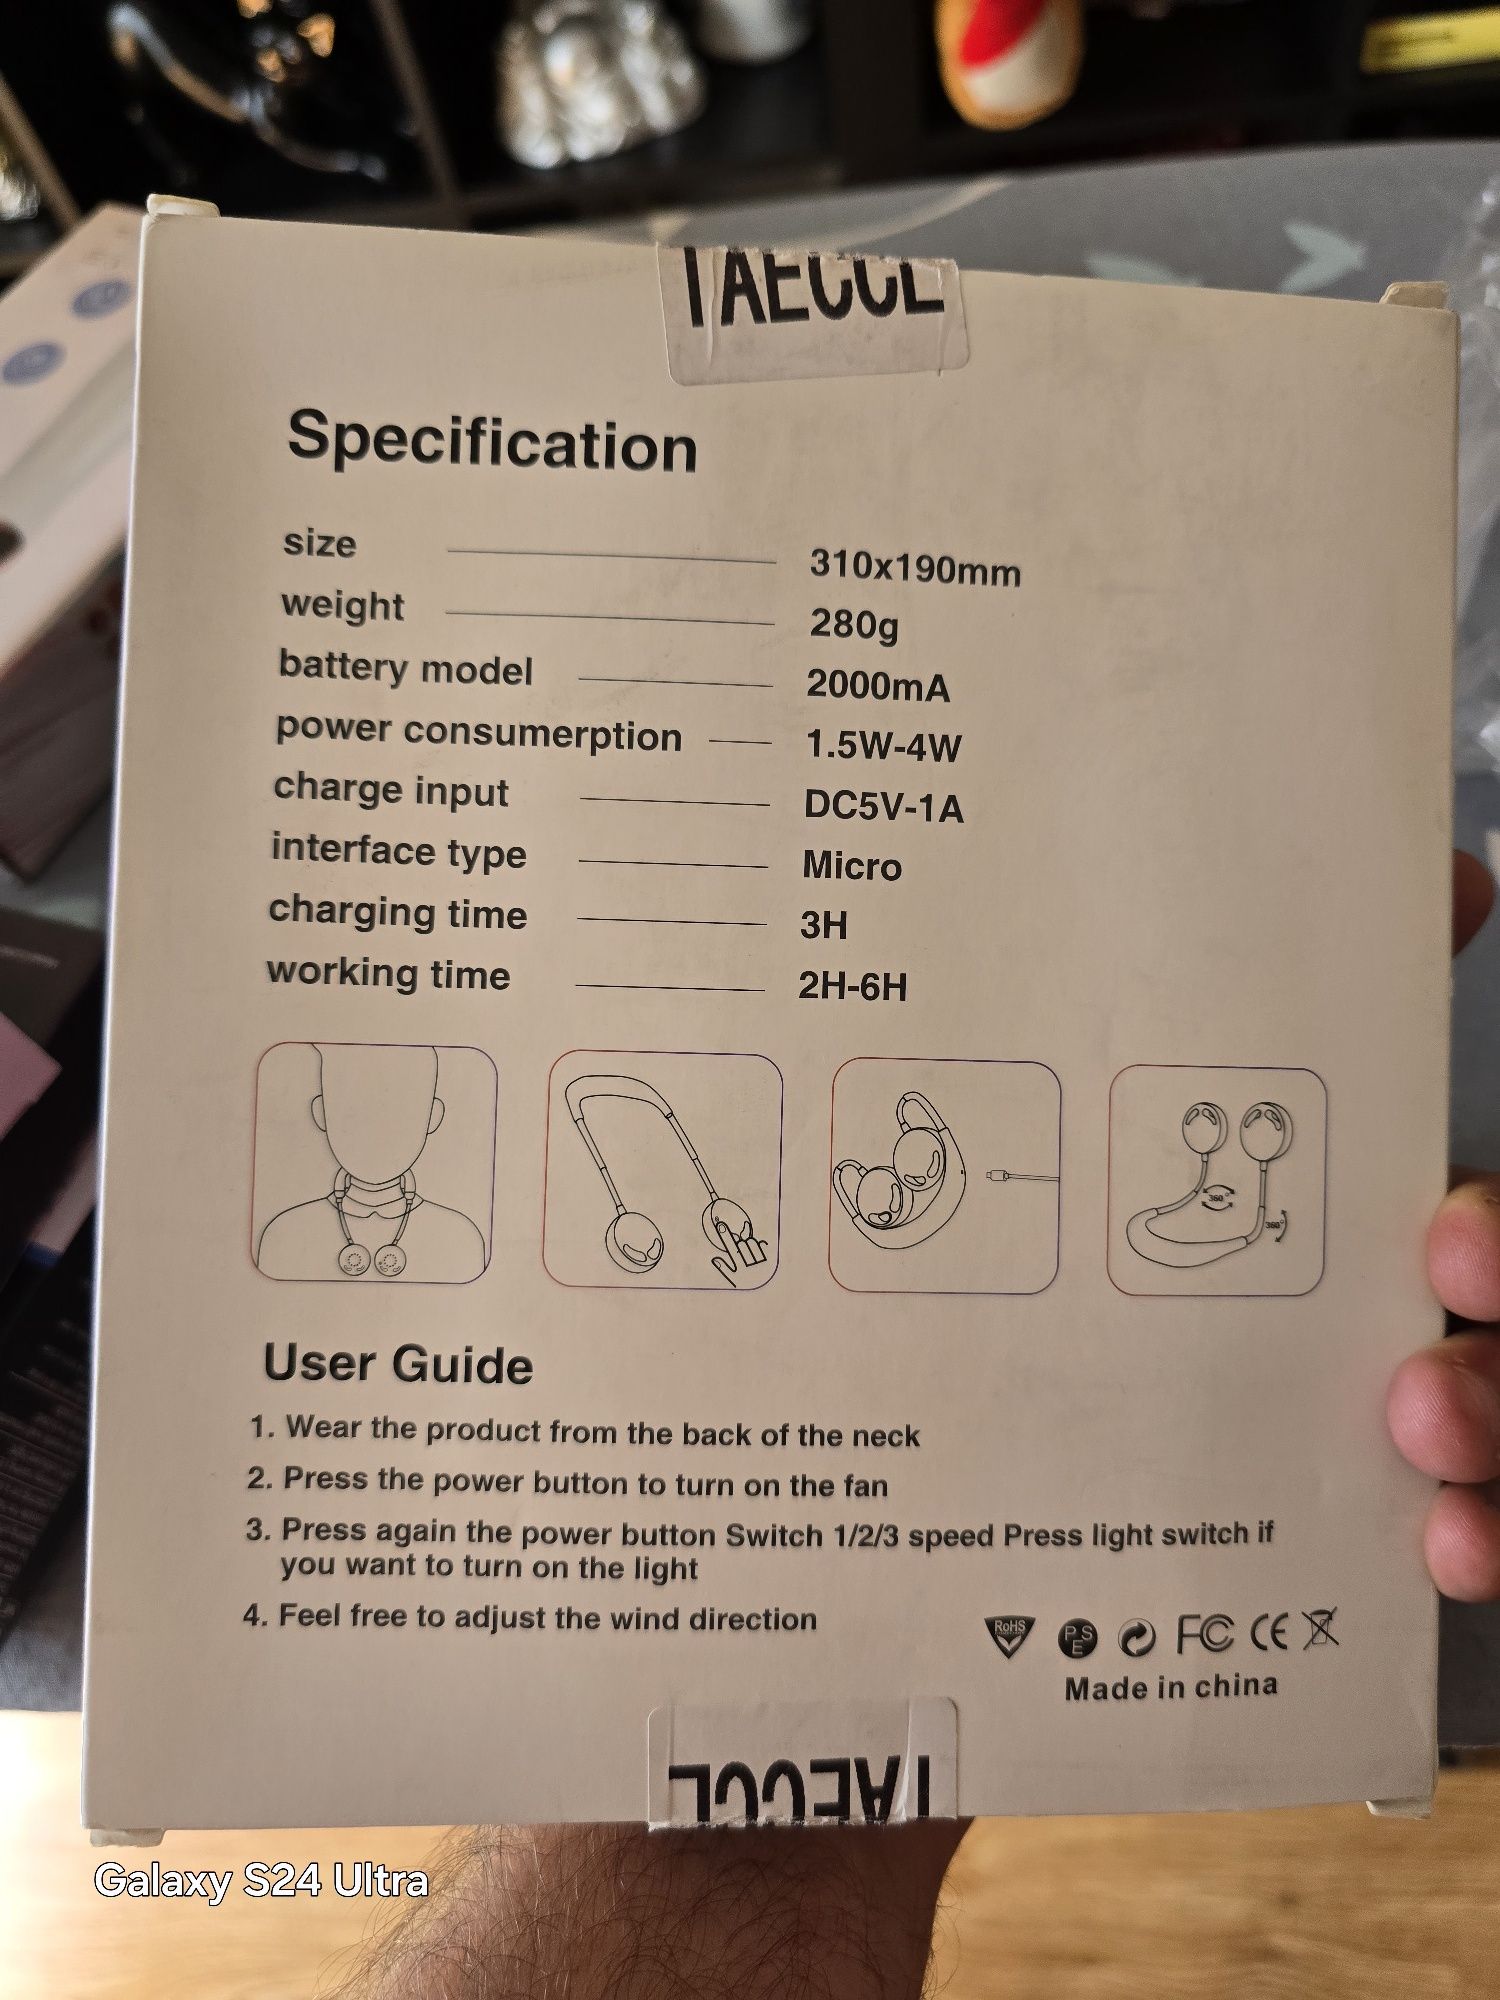 TAECCL
Specification
size 310x190mm
weight 280g
battery model 2000mA
power consumerption 1.5W-4W
charge input DC5V-1A
interface type Micro
charging time 3H
working time 2H-6H
360°
360°
User Guide
1. Wear the product from the back of the neck
2. Press the power button to turn on the fan
3. Press again the power button Switch 1/2/3 speed Press light switch if
you want to turn on the light
4. Feel free to adjust the wind direction
RoHS PSE FC CE
Made in china
TAECCL
Galaxy S24 Ultra